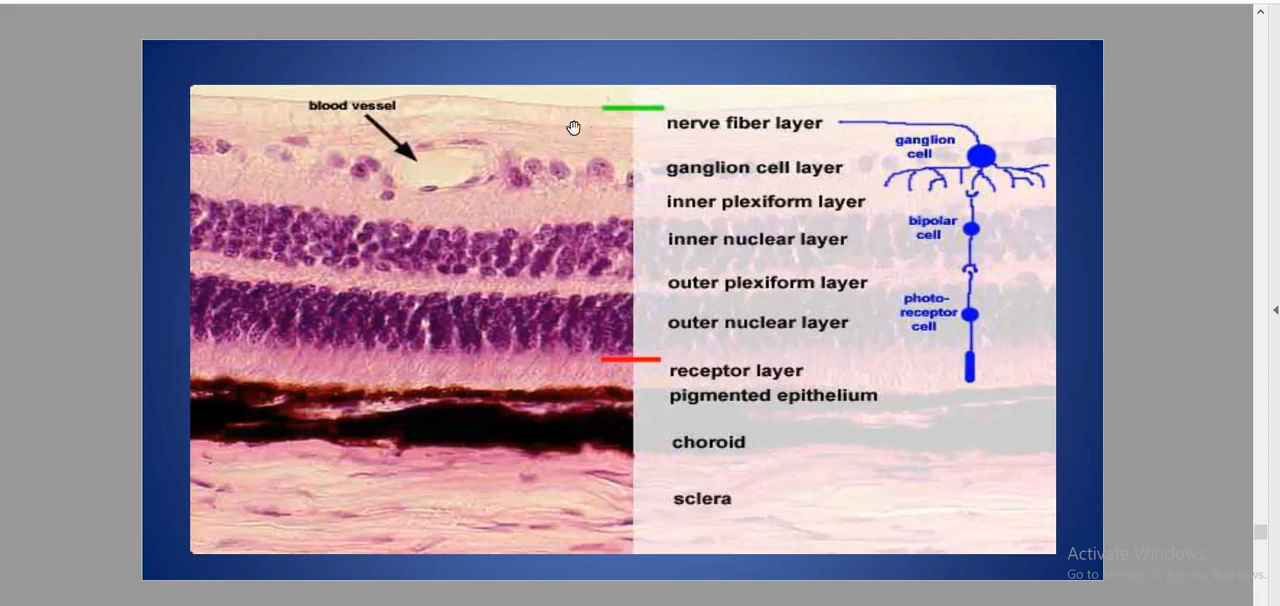 blood vessel
nerve fiber layer
ganglion
cell
ganglion cell layer
inner plexiform layer
bipolar
cell
inner nuclear layer
outer plexiform layer
photo-
receptor
cell
outer nuclear layer
receptor layer
pigmented epithelium
choroid
sclera
Activate Windows
Go to Settings to activate Windows.